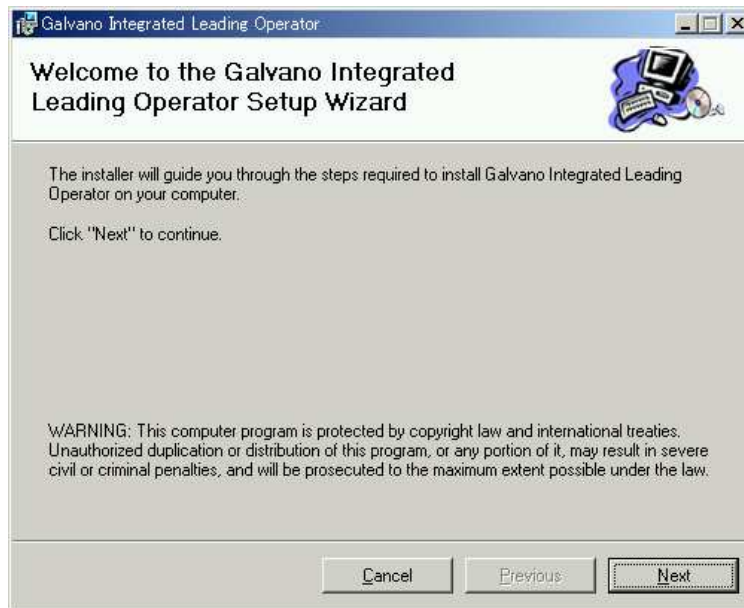 Galvano Integrated Leading Operator
Welcome to the Galvano Integrated
Leading Operator Setup Wizard
The installer will guide you through the steps required to install Galvano Integrated Leading
Operator on your computer.
Click "Next" to continue.
WARNING: This computer program is protected by copyright law and international treaties.
Unauthorized duplication or distribution of this program, or any portion of it, may result in severe
civil or criminal penalties, and will be prosecuted to the maximum extent possible under the law.
Cancel Previous Next